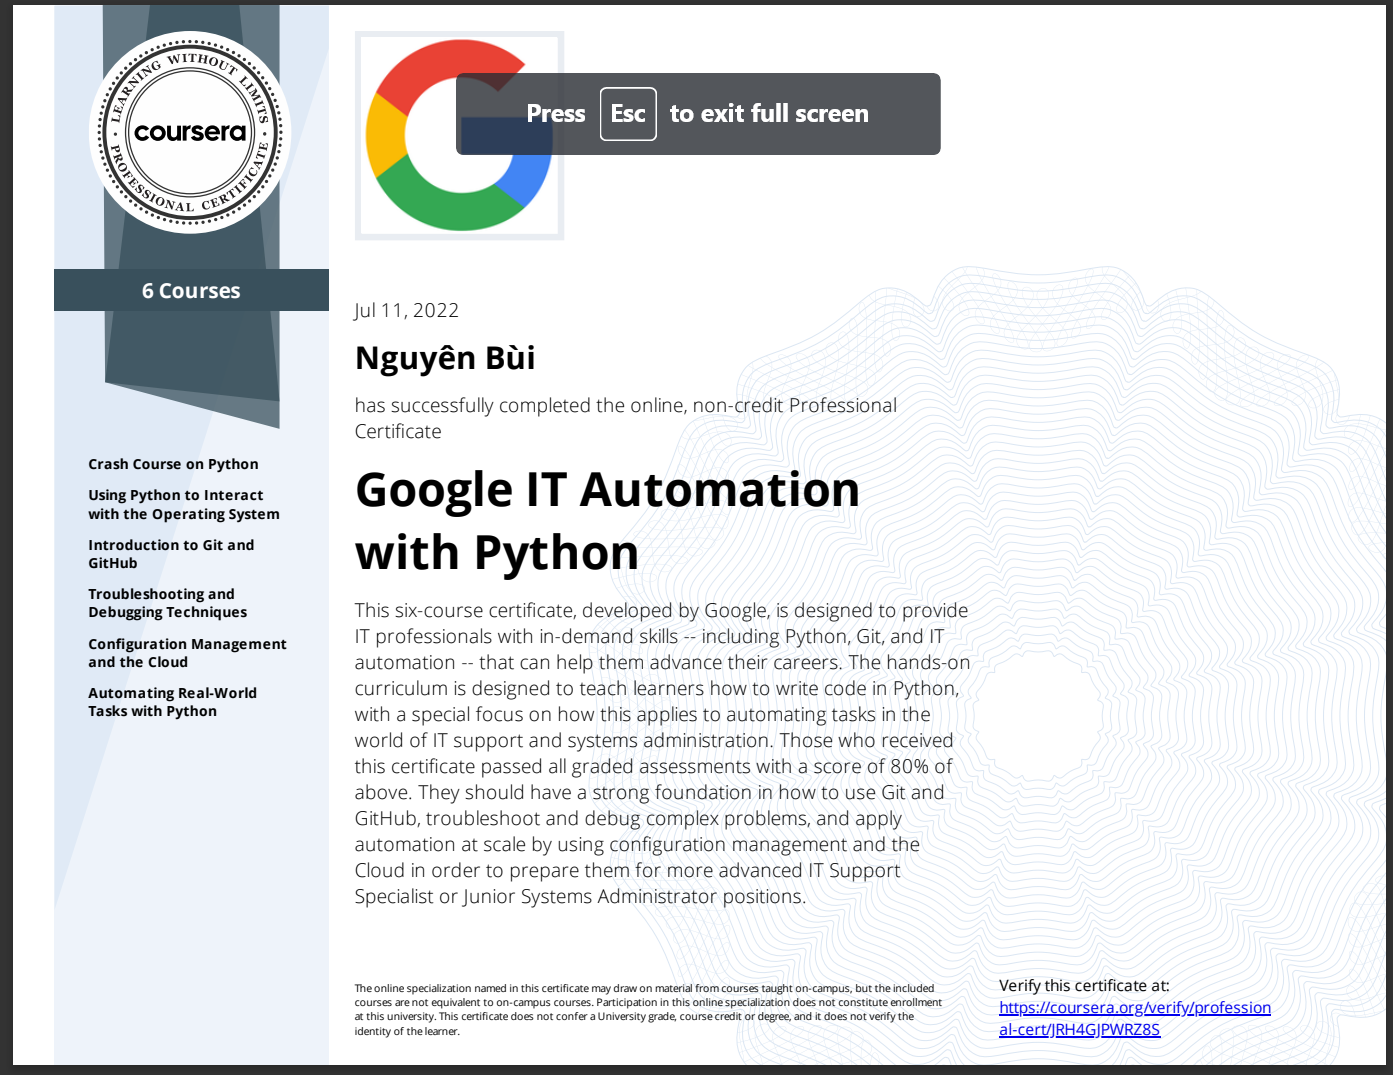 LEARNING WITHOUT LIMITS
coursera
PROFESSIONAL CERTIFICATE
6 Courses
Crash Course on Python
Using Python to Interact
with the Operating System
Introduction to Git and
GitHub
Troubleshooting and
Debugging Techniques
Configuration Management
and the Cloud
Automating Real-World
Tasks with Python
Press Esc to exit full screen
Jul 11, 2022
Nguyên Bùi
has successfully completed the online, non-credit Professional
Certificate
Google IT Automation
with Python
This six-course certificate, developed by Google, is designed to provide
IT professionals with in-demand skills -- including Python, Git, and IT
automation -- that can help them advance their careers. The hands-on
curriculum is designed to teach learners how to write code in Python,
with a special focus on how this applies to automating tasks in the
world of IT support and systems administration. Those who received
this certificate passed all graded assessments with a score of 80% of
above. They should have a strong foundation in how to use Git and
GitHub, troubleshoot and debug complex problems, and apply
automation at scale by using configuration management and the
Cloud in order to prepare them for more advanced IT Support
Specialist or Junior Systems Administrator positions.
The online specialization named in this certificate may draw on material from courses taught on-campus, but the included
courses are not equivalent to on-campus courses. Participation in this online specialization does not constitute enrollment
at this university. This certificate does not confer a University grade, course credit or degree, and it does not verify the
identity of the learner.
Verify this certificate at:
https://coursera.org/verify/profession
al-cert/JRH4GJPWRZ8S